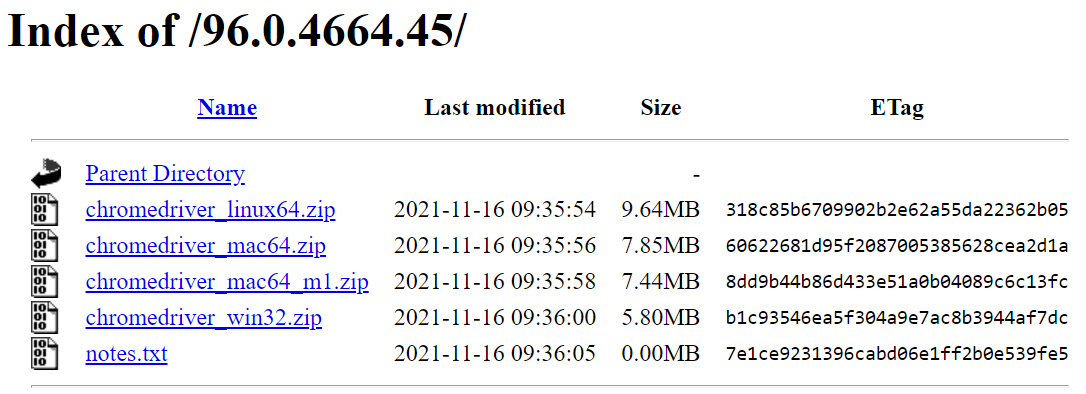 Index of /96.0.4664.45/
Name Last modified Size ETag
Parent Directory -
chromedriver_linux64.zip 2021-11-16 09:35:54 9.64MB 318c85b6709902b2e62a55da22362b05
chromedriver_mac64.zip 2021-11-16 09:35:56 7.85MB 60622681d95f2087005385628cea2d1a
chromedriver_mac64_m1.zip 2021-11-16 09:35:58 7.44MB 8dd9b44b86d433e51a0b04089c6c13fc
chromedriver_win32.zip 2021-11-16 09:36:00 5.80MB b1c93546ea5f304a9e7ac8b3944af7dc
notes.txt 2021-11-16 09:36:05 0.00MB 7e1ce9231396cabd06e1ff2b0e539fe5